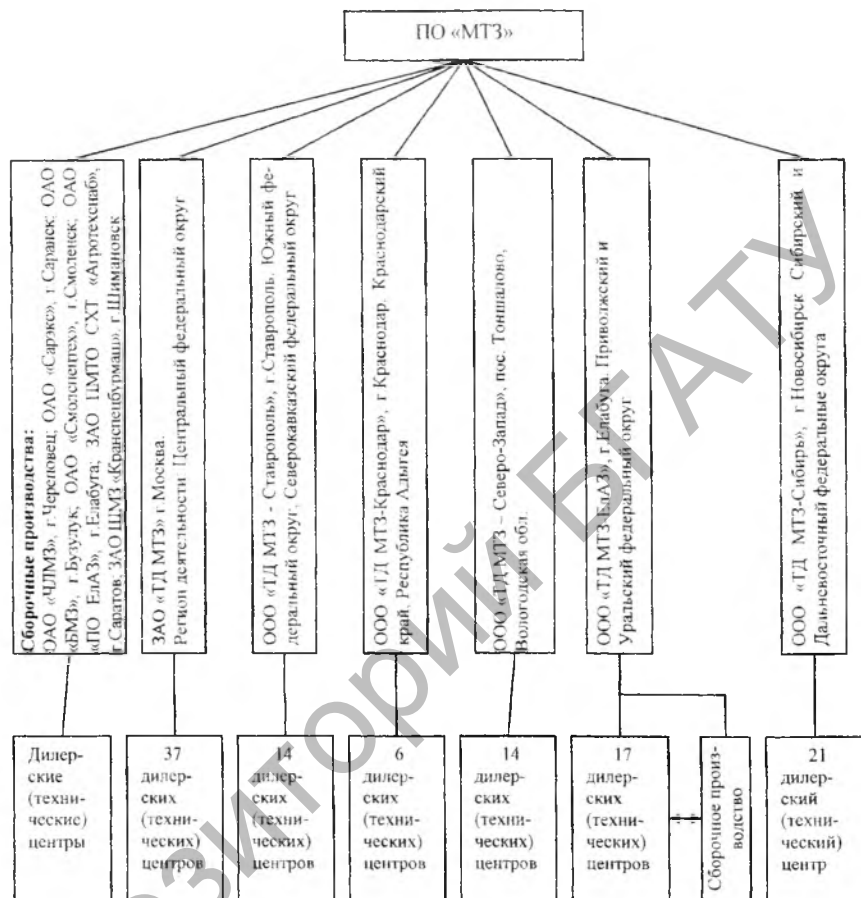 ПО «МТЗ»
Сборочные производства:
ОАО «ЧЛМЗ», г.Череповец; ОАО «Сарэкс», г.Саранск; ОАО
«БМЗ», г.Бузулук; ОАО «Смоленптех», г.Смоленск; ОАО
«ПО ЕлАЗ», г.Елабуга; ЗАО ЦМТО СХТ «Агротехснаб»,
г.Саратов; ЗАО ШМЗ «Кранспецбурмаш», г.Шимановск
ЗАО «ТД МТЗ» г.Москва.
Регион деятельности: Центральный федеральный округ
ООО «ТД МТЗ - Ставрополь», г.Ставрополь. Южный фе-
деральный округ, Северокавказский федеральный округ
ООО «ТД МТЗ-Краснодар», г.Краснодар. Краснодарский
край, Республика Адыгея
ООО «ТД МТЗ – Северо-Запад», пос. Тоншалово,
Вологодская обл.
ООО «ТД МТЗ-ЕлАЗ», г.Елабуга. Приволжский и
Уральский федеральный округ
ООО «ТД МТЗ-Сибирь», г Новосибирск Сибирский и
Дальневосточный федеральные округа
Дилер-
ские
(техни-
ческие)
центры
37
дилер-
ских
(техни-
ческих)
центров
14
дилер-
ских
(техни-
ческих)
центров
6
дилер-
ских
(техни-
ческих)
центров
14
дилер-
ских
(техни-
ческих)
центров
17
дилер-
ских
(техни-
ческих)
центров
Сборочное произ-
водство
21
дилер-
ский
(техни-
ческий)
центр
озиторий БГАТУ